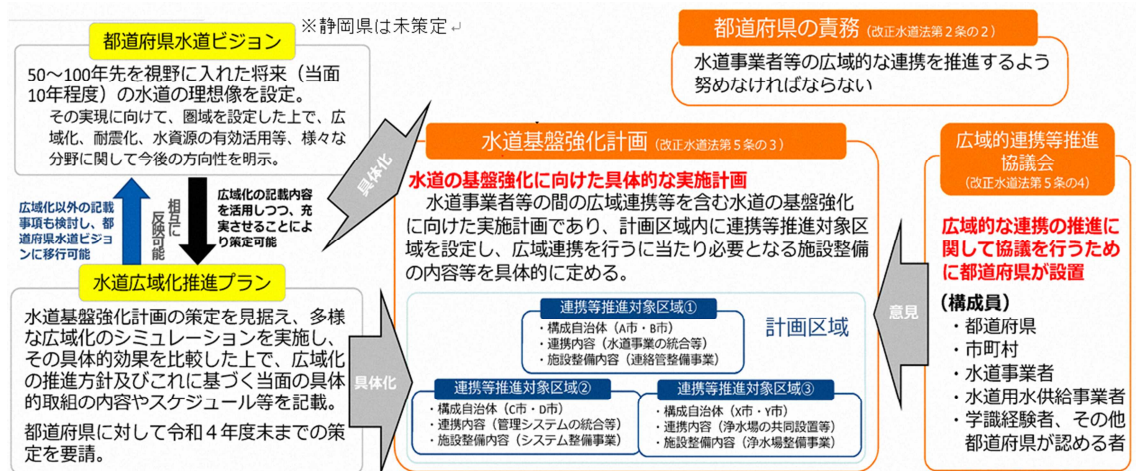 ※静岡県は未策定
都道府県水道ビジョン
50～100年先を視野に入れた将来（当面
10年程度）の水道の理想像を設定。
その実現に向けて、圏域を設定した上で、広
域化、耐震化、水資源の有効活用等、様々な
分野に関して今後の方向性を明示。
広域化以外の記載
事項も検討し、都
道府県水道ビジョ
ンに移行可能
相互に
反映可能
広域化の記載内容
を活用しつつ、充
実させることによ
り策定可能
水道広域化推進プラン
水道基盤強化計画の策定を見据え、多様
な広域化のシミュレーションを実施し、
その具体的効果を比較した上で、広域化
の推進方針及びこれに基づく当面の具体
的取組の内容やスケジュール等を記載。
都道府県に対して令和４年度末までの策
定を要請。
具体化
具体化
都道府県の責務（改正水道法第２条の２）
水道事業者等の広域的な連携を推進するよう
努めなければならない
水道基盤強化計画（改正水道法第５条の３）
水道の基盤強化に向けた具体的な実施計画
水道事業者等の間の広域連携等を含む水道の基盤強化
に向けた実施計画であり、計画区域内に連携等推進対象区
域を設定し、広域連携を行うに当たり必要となる施設整備
の内容等を具体的に定める。
計画区域
連携等推進対象区域①
・構成自治体（A市・B市）
・連携内容（水道事業の統合等）
・施設整備内容（連絡管整備事業）
連携等推進対象区域②
・構成自治体（C市・D市）
・連携内容（管理システムの統合等）
・施設整備内容（システム整備事業）
連携等推進対象区域③
・構成自治体（X市・Y市）
・連携内容（浄水場の共同設置等）
・施設整備内容（浄水場整備事業）
意見
広域的連携等推進
協議会
（改正水道法第５条の4）
広域的な連携の推進に
関して協議を行うため
に都道府県が設置
（構成員）
・都道府県
・市町村
・水道事業者
・水道用水供給事業者
・学識経験者、その他
都道府県が認める者